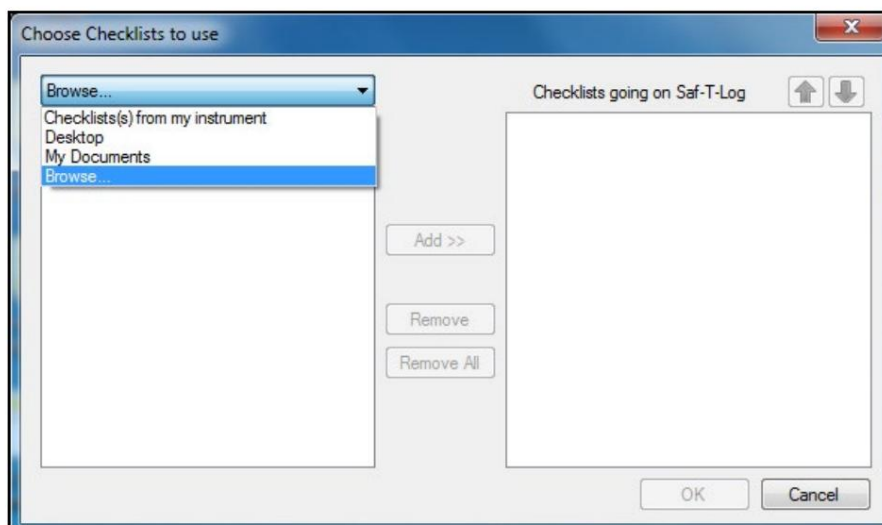 Choose Checklists to use
Browse...
Checklists going on Saf-T-Log
Checklists(s) from my instrument
Desktop
My Documents
Browse...
Add >>
Remove
Remove All
OK
Cancel